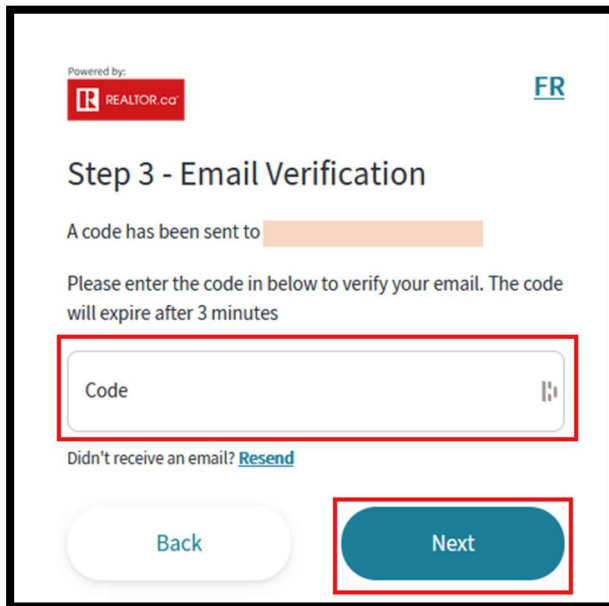 Powered by:
REALTOR.ca
FR
Step 3 - Email Verification
A code has been sent to
Please enter the code in below to verify your email. The code
will expire after 3 minutes
Code
Didn't receive an email? Resend
Back
Next